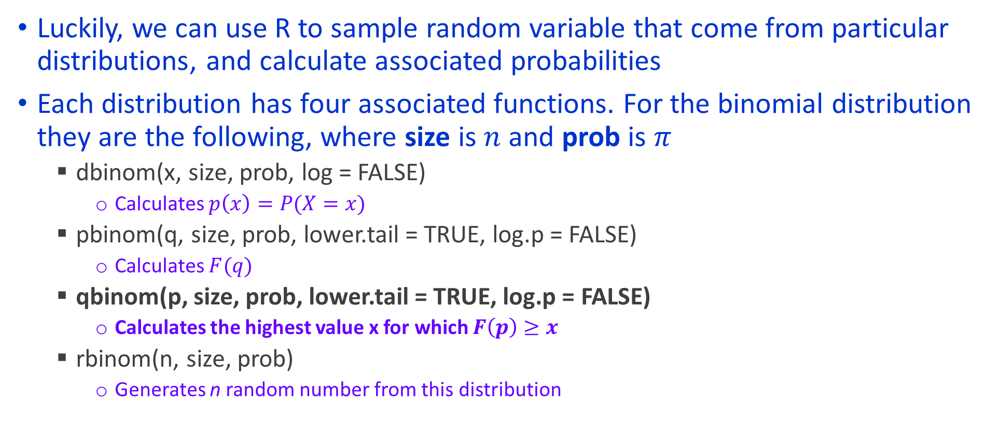 • Luckily, we can use R to sample random variable that come from particular
distributions, and calculate associated probabilities
• Each distribution has four associated functions. For the binomial distribution
they are the following, where size is n and prob is π
▪ dbinom(x, size, prob, log = FALSE)
o Calculates p(x) = P(X = x)
▪ pbinom(q, size, prob, lower.tail = TRUE, log.p = FALSE)
o Calculates F(q)
▪ qbinom(p, size, prob, lower.tail = TRUE, log.p = FALSE)
o Calculates the highest value x for which F(p) ≥ x
▪ rbinom(n, size, prob)
o Generates n random number from this distribution